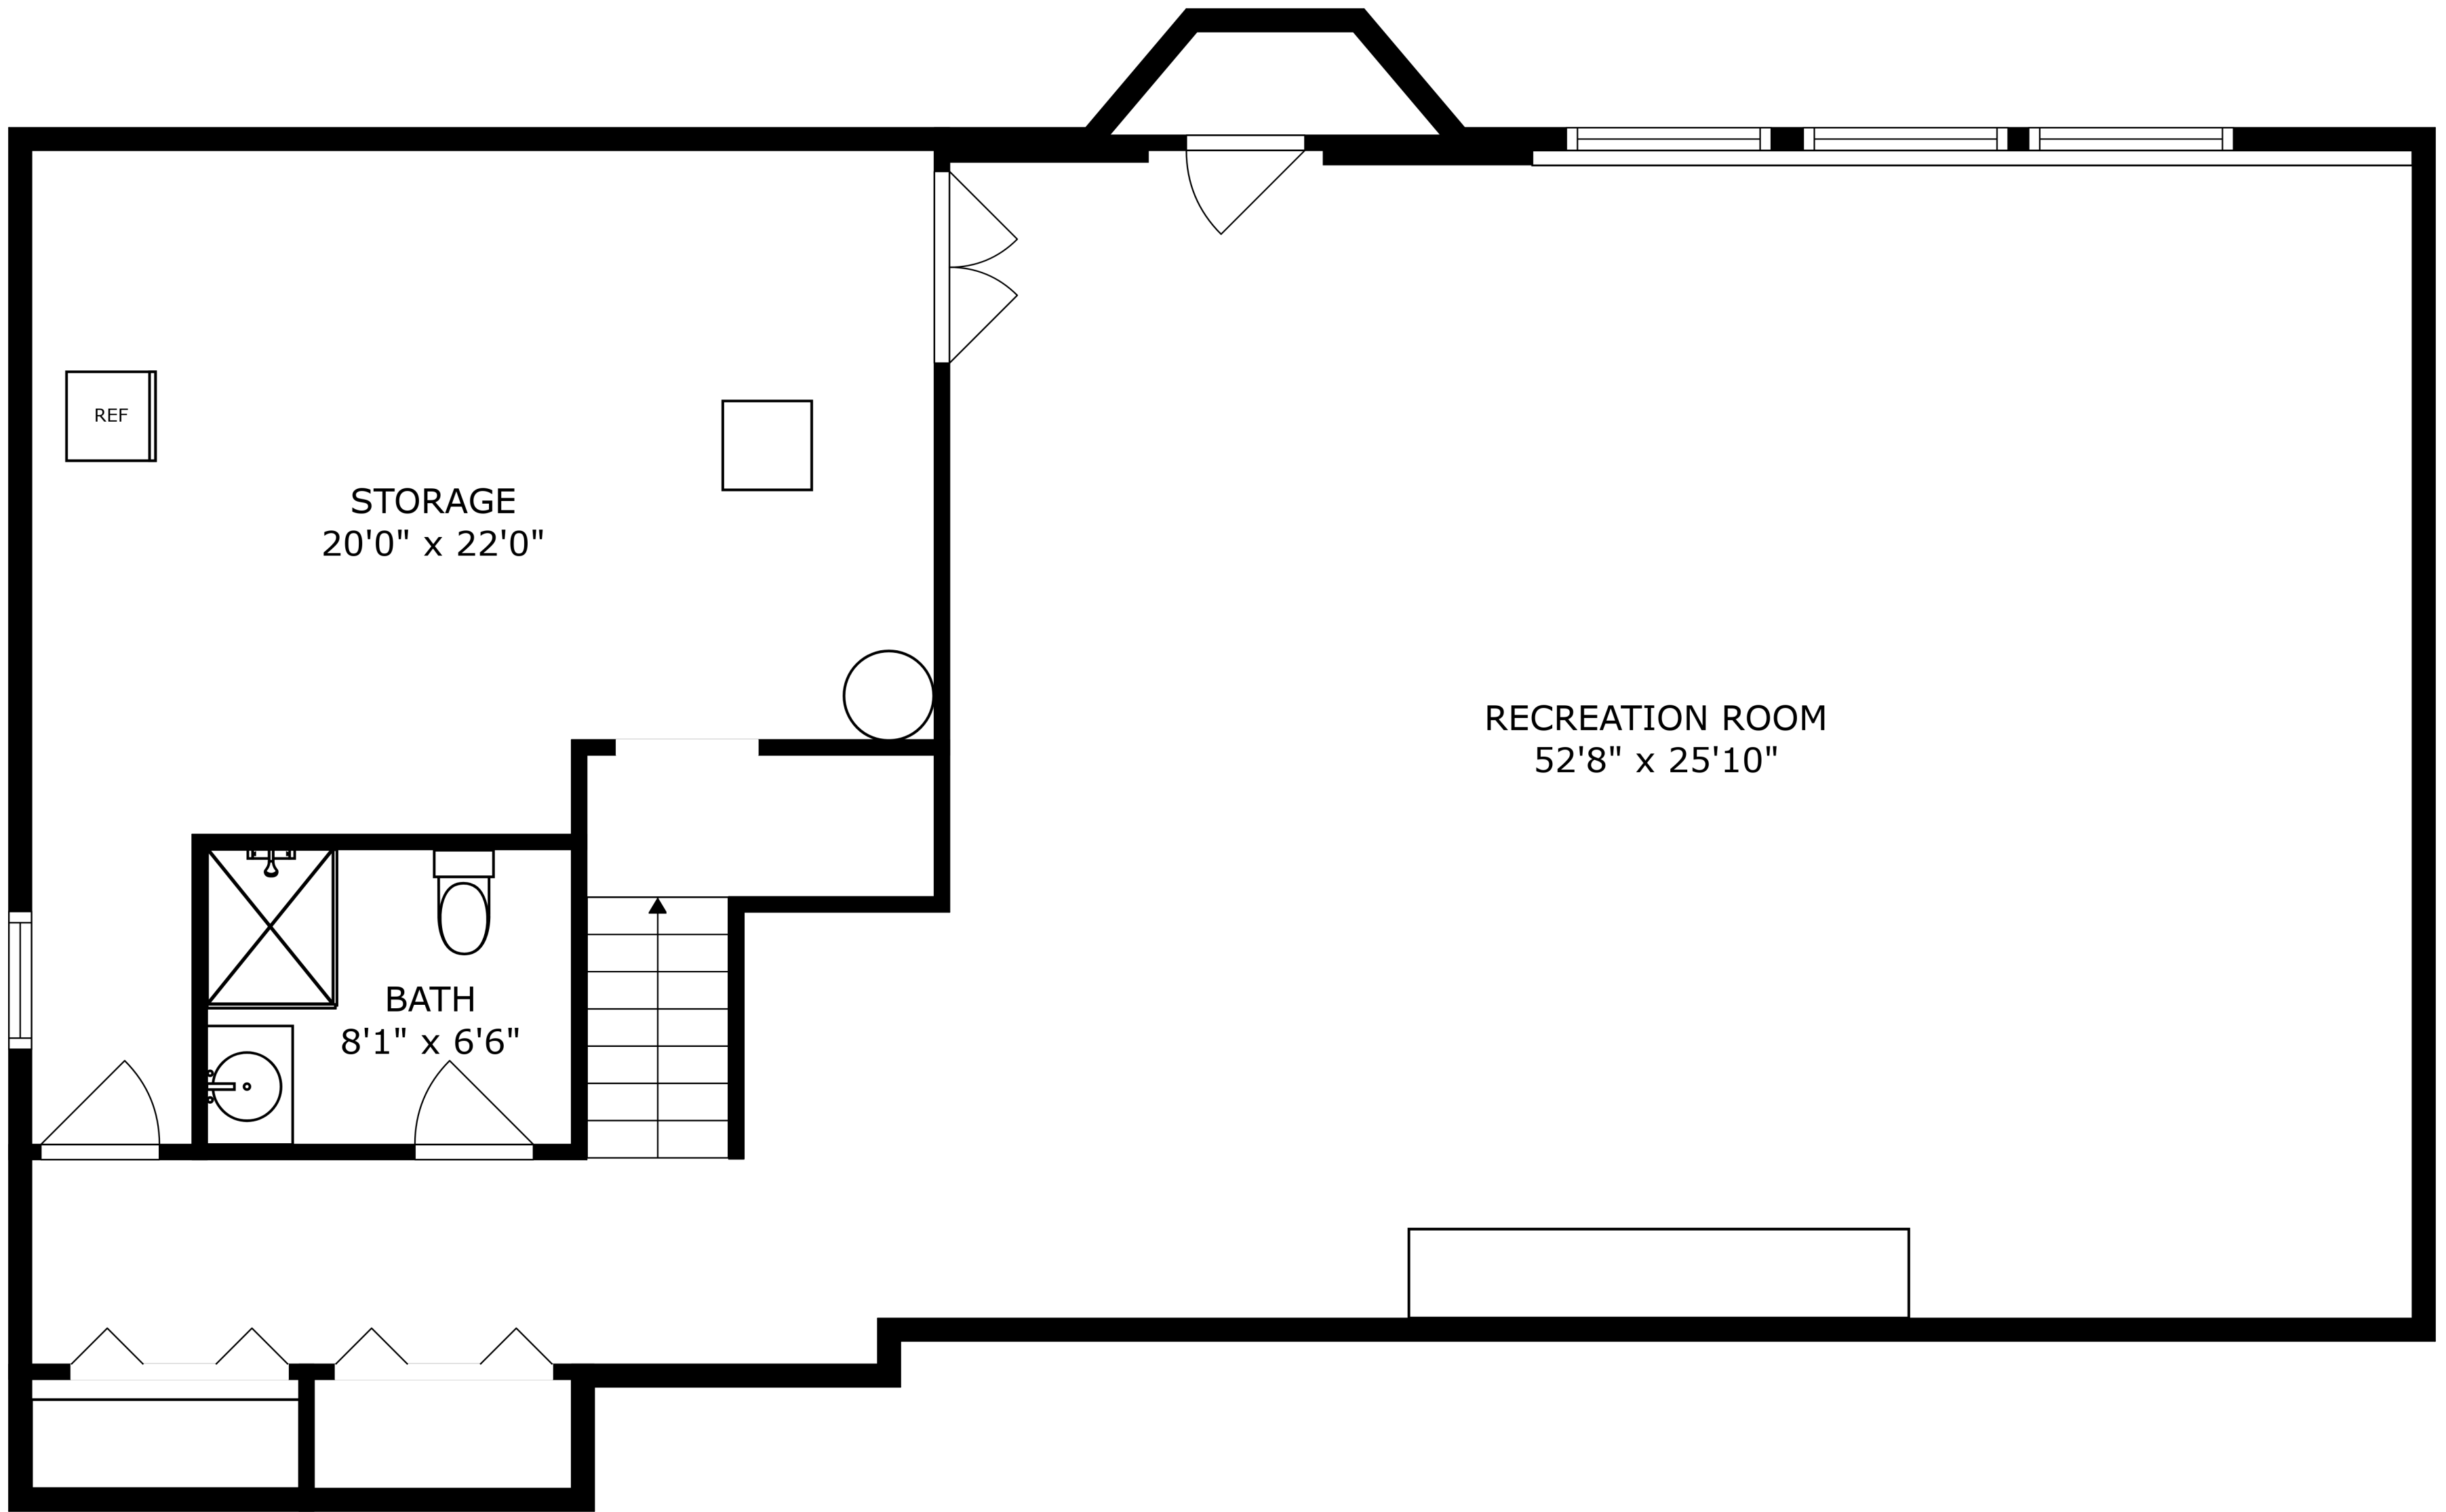 REF
STORAGE
20'0" x 22'0"
RECREATION ROOM
52'8" x 25'10"
BATH
8'1" x 6'6"